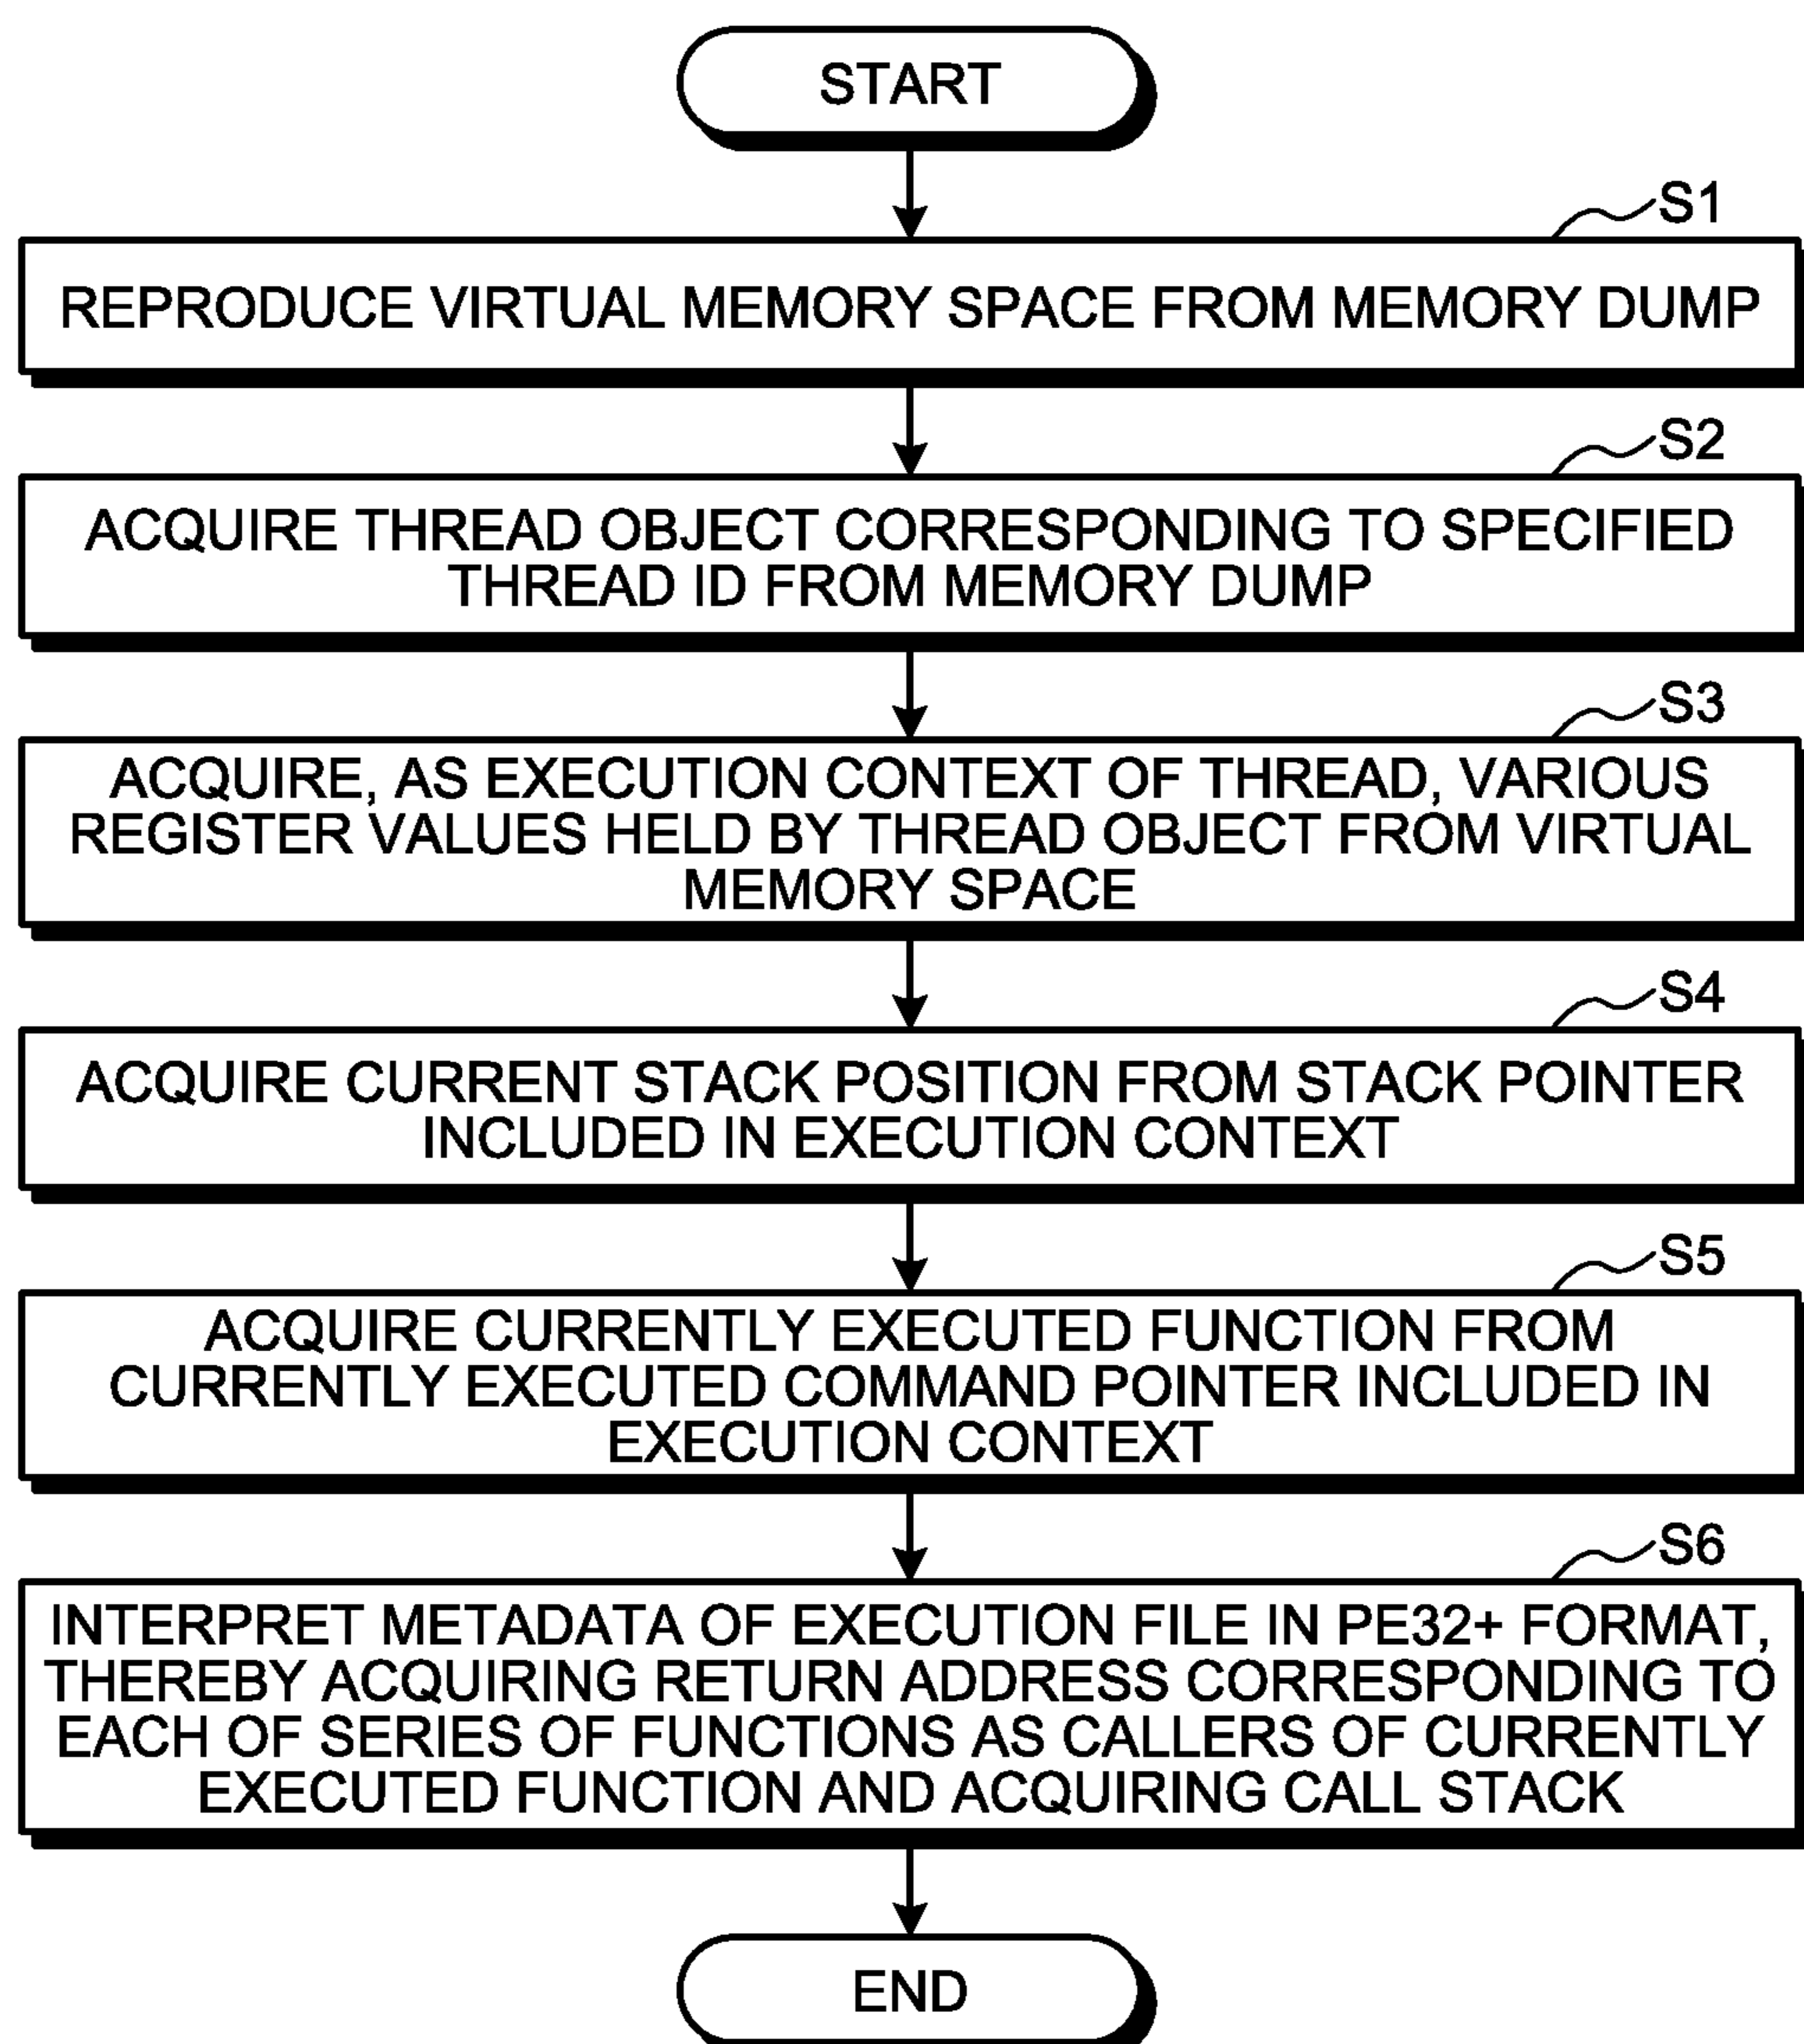 START
S1
REPRODUCE VIRTUAL MEMORY SPACE FROM MEMORY DUMP
S2
ACQUIRE THREAD OBJECT CORRESPONDING TO SPECIFIED
THREAD ID FROM MEMORY DUMP
S3
ACQUIRE, AS EXECUTION CONTEXT OF THREAD, VARIOUS
REGISTER VALUES HELD BY THREAD OBJECT FROM VIRTUAL
MEMORY SPACE
S4
ACQUIRE CURRENT STACK POSITION FROM STACK POINTER
INCLUDED IN EXECUTION CONTEXT
S5
ACQUIRE CURRENTLY EXECUTED FUNCTION FROM
CURRENTLY EXECUTED COMMAND POINTER INCLUDED IN
EXECUTION CONTEXT
S6
INTERPRET METADATA OF EXECUTION FILE IN PE32+ FORMAT,
THEREBY ACQUIRING RETURN ADDRESS CORRESPONDING TO
EACH OF SERIES OF FUNCTIONS AS CALLERS OF CURRENTLY
EXECUTED FUNCTION AND ACQUIRING CALL STACK
END